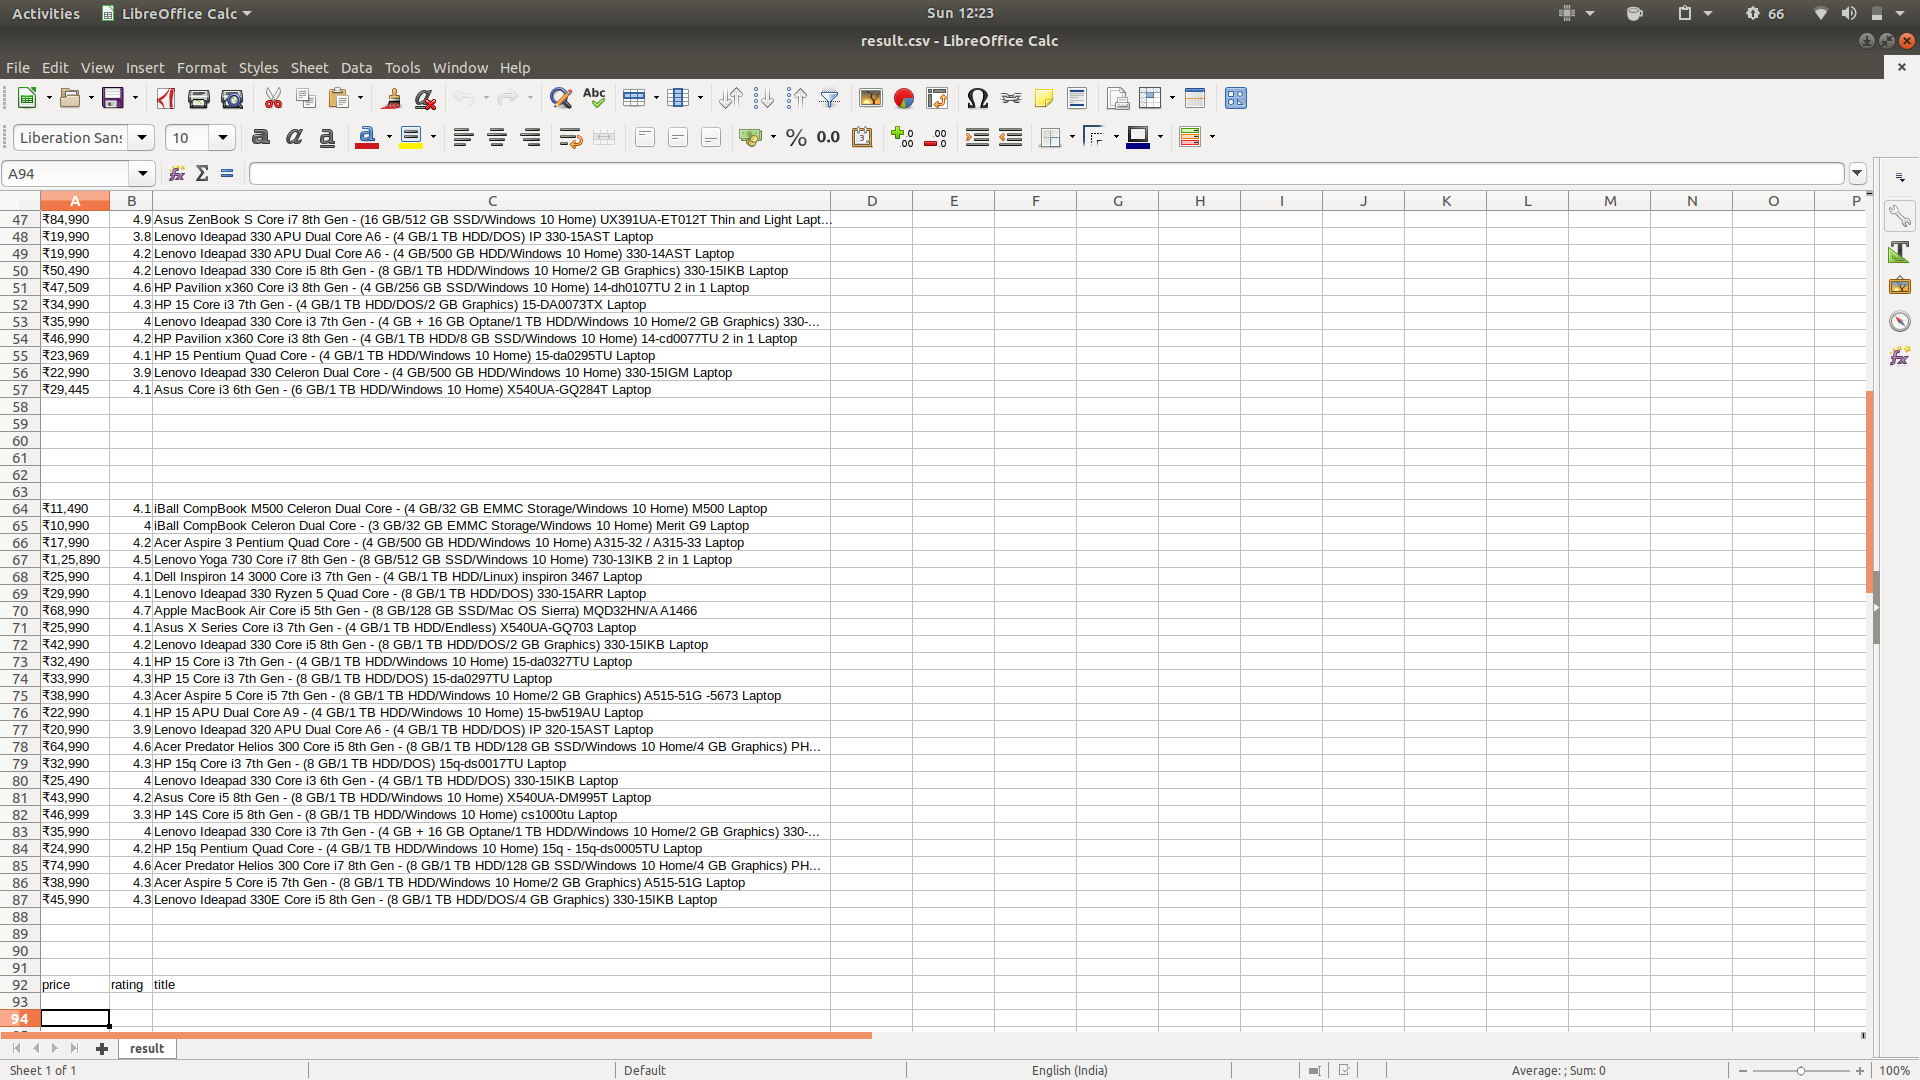 Activities LibreOffice Calc Sun 12:23 66
result.csv - LibreOffice Calc
File Edit View Insert Format Styles Sheet Data Tools Window Help
Liberation Sans 10
A94
A B C D E F G H I J K L M N O P
47 ₹84,990 4.9 Asus ZenBook S Core i7 8th Gen - (16 GB/512 GB SSD/Windows 10 Home) UX391UA-ET012T Thin and Light Lapt...
48 ₹19,990 3.8 Lenovo Ideapad 330 APU Dual Core A6 - (4 GB/1 TB HDD/DOS) IP 330-15AST Laptop
49 ₹19,990 4.2 Lenovo Ideapad 330 APU Dual Core A6 - (4 GB/500 GB HDD/Windows 10 Home) 330-14AST Laptop
50 ₹50,490 4.2 Lenovo Ideapad 330 Core i5 8th Gen - (8 GB/1 TB HDD/Windows 10 Home/2 GB Graphics) 330-15IKB Laptop
51 ₹47,509 4.6 HP Pavilion x360 Core i3 8th Gen - (4 GB/256 GB SSD/Windows 10 Home) 14-dh0107TU 2 in 1 Laptop
52 ₹34,990 4.3 HP 15 Core i3 7th Gen - (4 GB/1 TB HDD/DOS/2 GB Graphics) 15-DA0073TX Laptop
53 ₹35,990 4 Lenovo Ideapad 330 Core i3 7th Gen - (4 GB + 16 GB Optane/1 TB HDD/Windows 10 Home/2 GB Graphics) 330-...
54 ₹46,990 4.2 HP Pavilion x360 Core i3 8th Gen - (4 GB/1 TB HDD/8 GB SSD/Windows 10 Home) 14-cd0077TU 2 in 1 Laptop
55 ₹23,969 4.1 HP 15 Pentium Quad Core - (4 GB/1 TB HDD/Windows 10 Home) 15-da0295TU Laptop
56 ₹22,990 3.9 Lenovo Ideapad 330 Celeron Dual Core - (4 GB/500 GB HDD/Windows 10 Home) 330-15IGM Laptop
57 ₹29,445 4.1 Asus Core i3 6th Gen - (6 GB/1 TB HDD/Windows 10 Home) X540UA-GQ284T Laptop
58
59
60
61
62
63
64 ₹11,490 4.1 iBall CompBook M500 Celeron Dual Core - (4 GB/32 GB EMMC Storage/Windows 10 Home) M500 Laptop
65 ₹10,990 4 iBall CompBook Celeron Dual Core - (3 GB/32 GB EMMC Storage/Windows 10 Home) Merit G9 Laptop
66 ₹17,990 4.2 Acer Aspire 3 Pentium Quad Core - (4 GB/500 GB HDD/Windows 10 Home) A315-32 / A315-33 Laptop
67 ₹1,25,890 4.5 Lenovo Yoga 730 Core i7 8th Gen - (8 GB/512 GB SSD/Windows 10 Home) 730-13IKB 2 in 1 Laptop
68 ₹25,990 4.1 Dell Inspiron 14 3000 Core i3 7th Gen - (4 GB/1 TB HDD/Linux) inspiron 3467 Laptop
69 ₹29,990 4.1 Lenovo Ideapad 330 Ryzen 5 Quad Core - (8 GB/1 TB HDD/DOS) 330-15ARR Laptop
70 ₹68,990 4.7 Apple MacBook Air Core i5 5th Gen - (8 GB/128 GB SSD/Mac OS Sierra) MQD32HN/A A1466
71 ₹25,990 4.1 Asus X Series Core i3 7th Gen - (4 GB/1 TB HDD/Endless) X540UA-GQ703 Laptop
72 ₹42,990 4.2 Lenovo Ideapad 330 Core i5 8th Gen - (8 GB/1 TB HDD/DOS/2 GB Graphics) 330-15IKB Laptop
73 ₹32,490 4.1 HP 15 Core i3 7th Gen - (4 GB/1 TB HDD/Windows 10 Home) 15-da0327TU Laptop
74 ₹33,990 4.3 HP 15 Core i3 7th Gen - (8 GB/1 TB HDD/DOS) 15-da0297TU Laptop
75 ₹38,990 4.3 Acer Aspire 5 Core i5 7th Gen - (8 GB/1 TB HDD/Windows 10 Home/2 GB Graphics) A515-51G -5673 Laptop
76 ₹22,990 4.1 HP 15 APU Dual Core A9 - (4 GB/1 TB HDD/Windows 10 Home) 15-bw519AU Laptop
77 ₹20,990 3.9 Lenovo Ideapad 320 APU Dual Core A6 - (4 GB/1 TB HDD/DOS) IP 320-15AST Laptop
78 ₹64,990 4.6 Acer Predator Helios 300 Core i5 8th Gen - (8 GB/1 TB HDD/128 GB SSD/Windows 10 Home/4 GB Graphics) PH...
79 ₹32,990 4.3 HP 15q Core i3 7th Gen - (8 GB/1 TB HDD/DOS) 15q-ds0017TU Laptop
80 ₹25,490 4 Lenovo Ideapad 330 Core i3 6th Gen - (4 GB/1 TB HDD/DOS) 330-15IKB Laptop
81 ₹43,990 4.2 Asus Core i5 8th Gen - (8 GB/1 TB HDD/Windows 10 Home) X540UA-DM995T Laptop
82 ₹46,999 3.3 HP 14S Core i5 8th Gen - (8 GB/1 TB HDD/Windows 10 Home) cs1000tu Laptop
83 ₹35,990 4 Lenovo Ideapad 330 Core i3 7th Gen - (4 GB + 16 GB Optane/1 TB HDD/Windows 10 Home/2 GB Graphics) 330-...
84 ₹24,990 4.2 HP 15q Pentium Quad Core - (4 GB/1 TB HDD/Windows 10 Home) 15q - 15q-ds0005TU Laptop
85 ₹74,990 4.6 Acer Predator Helios 300 Core i7 8th Gen - (8 GB/1 TB HDD/128 GB SSD/Windows 10 Home/4 GB Graphics) PH...
86 ₹38,990 4.3 Acer Aspire 5 Core i5 7th Gen - (8 GB/1 TB HDD/Windows 10 Home/2 GB Graphics) A515-51G Laptop
87 ₹45,990 4.3 Lenovo Ideapad 330E Core i5 8th Gen - (8 GB/1 TB HDD/DOS/4 GB Graphics) 330-15IKB Laptop
88
89
90
91
92 price rating title
93
94
result
Sheet 1 of 1 Default English (India) Average: ; Sum: 0 100%